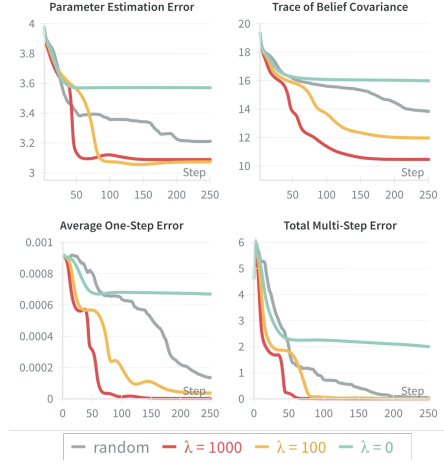 Parameter Estimation Error
4
3.8
3.6
3.4
3.2
3
50 100 150 200 250
Step
Trace of Belief Covariance
20
18
16
14
12
10
50 100 150 200 250
Step
Average One-Step Error
0.001
0.0008
0.0006
0.0004
0.0002
0
0 50 100 150 200 250
Step
Total Multi-Step Error
6
5
4
3
2
1
0
0 50 100 150 200 250
Step
random λ = 1000 λ = 100 λ = 0